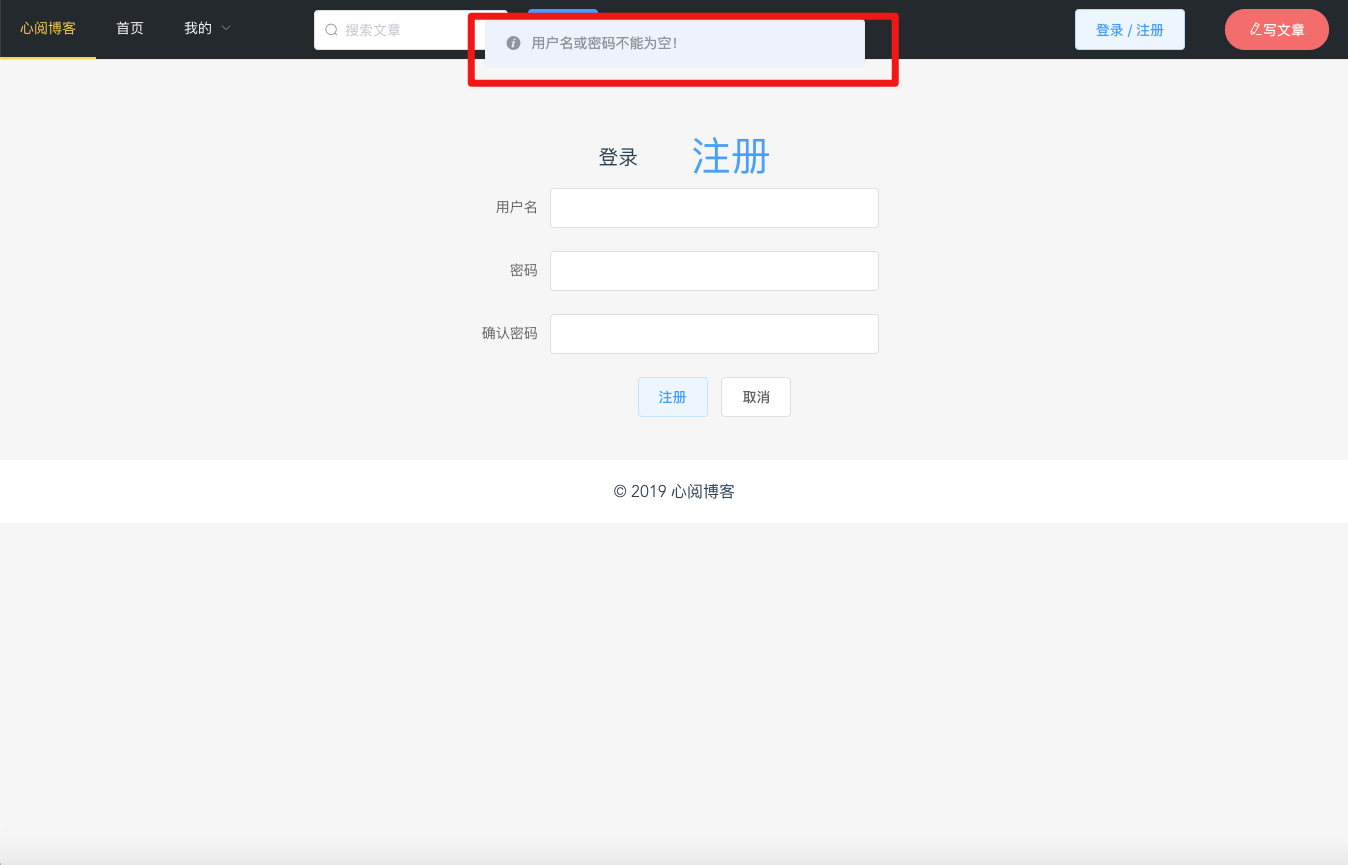 心阅博客
首页
我的
搜索文章
用户名或密码不能为空!
登录 / 注册
写文章
登录
注册
用户名
密码
确认密码
注册
取消
© 2019 心阅博客